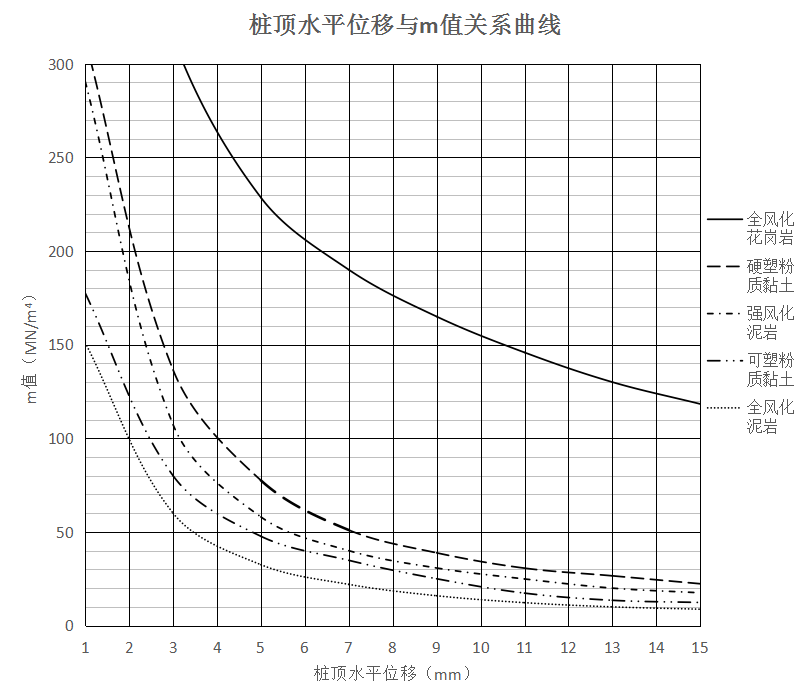 桩顶水平位移与m值关系曲线
300
250
200
150
100
50
0
m值（MN/m⁴）
1 2 3 4 5 6 7 8 9 10 11 12 13 14 15
桩顶水平位移（mm）
全风化
花岗岩
硬塑粉
质黏土
强风化
泥岩
可塑粉
质黏土
全风化
泥岩